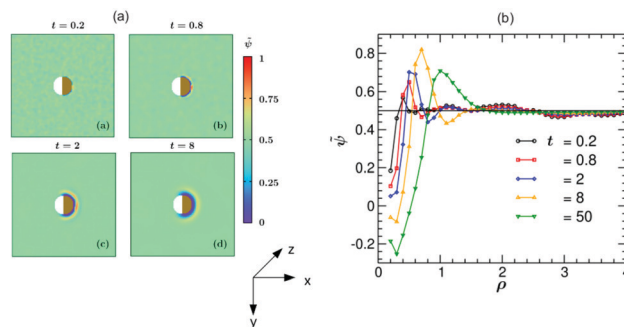 (a)
t = 0.2
t = 0.8
(a)
(b)
t = 2
t = 8
(c)
(d)
ψ̃
1
0.75
0.5
0.25
0
z
x
y
(b)
0.8
0.6
0.4
0.2
0
-0.2
ψ̃
0
1
2
3
4
ρ
t = 0.2
= 0.8
= 2
= 8
= 50